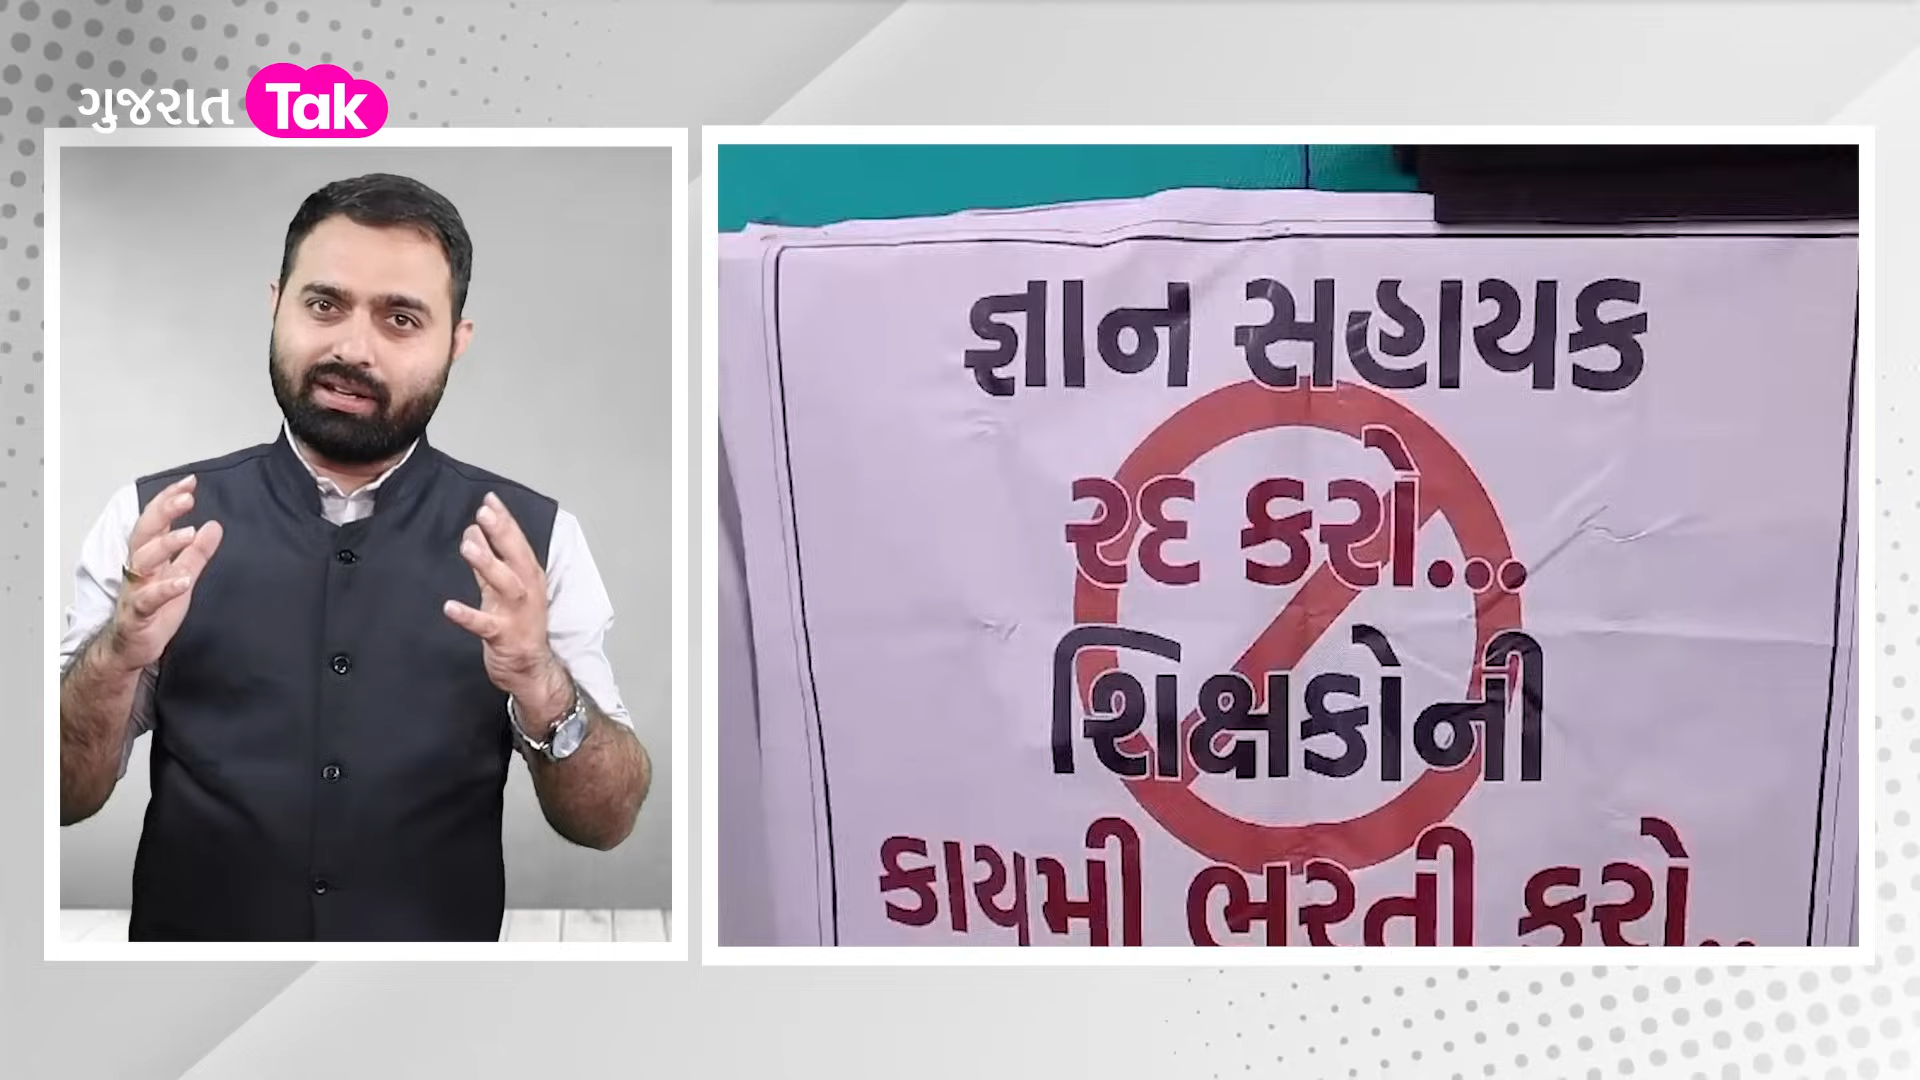 ગુજરાત Tak
જ્ઞાન સહાયક
રદ કરો...
શિક્ષકોની
કાયમી ભરતી કરો..